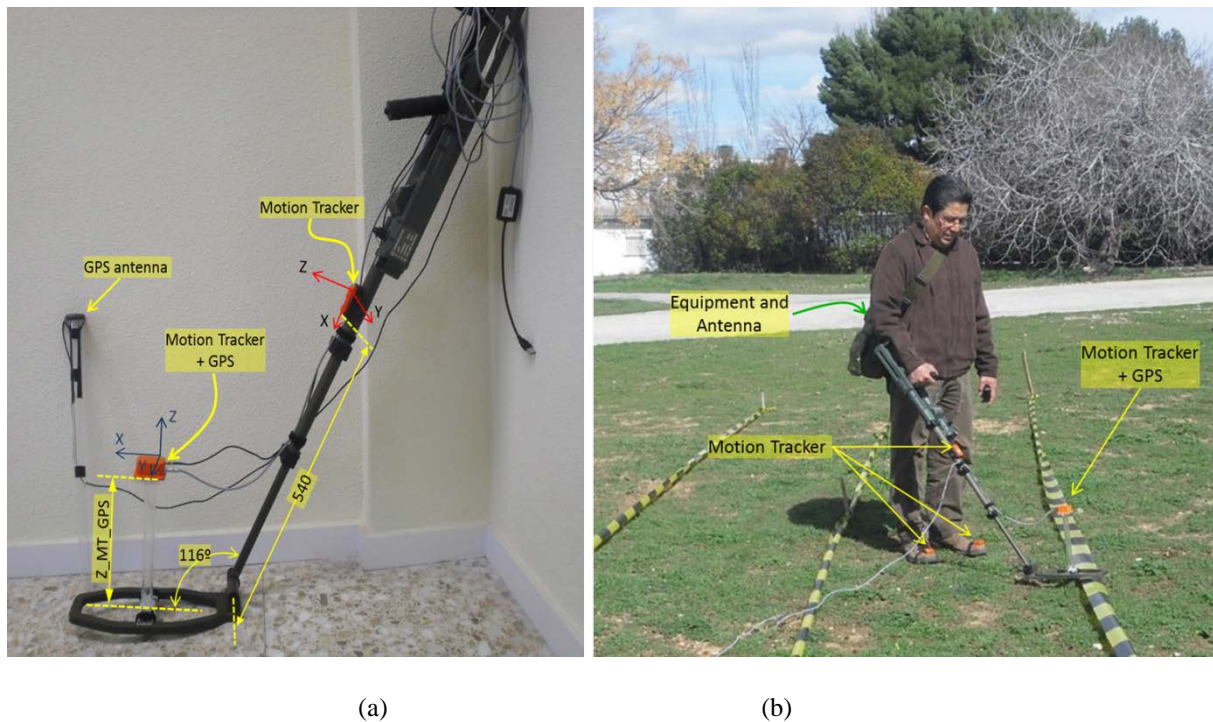 Motion Tracker
Z
GPS antenna
X
Y
Motion Tracker
+ GPS
Z
X
Y
540
Z_MT_GPS
116º
Equipment and
Antenna
Motion Tracker
+ GPS
Motion Tracker
(a)
(b)